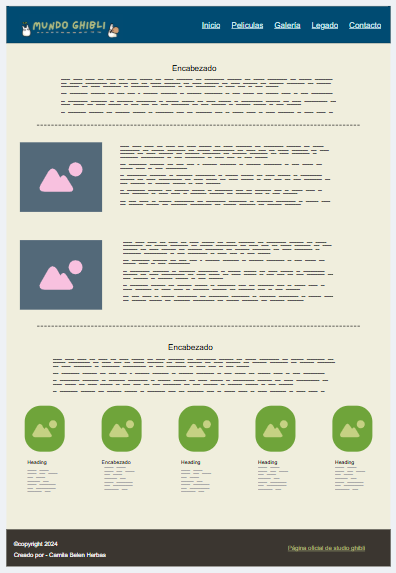 MUNDO GHIBLI
Inicio Películas Galería Legado Contacto
Encabezado
Encabezado
Heading Encabezado Heading Heading Heading
©copyright 2024
Creado por - Camila Belen Herbas
Página oficial de studio ghibli